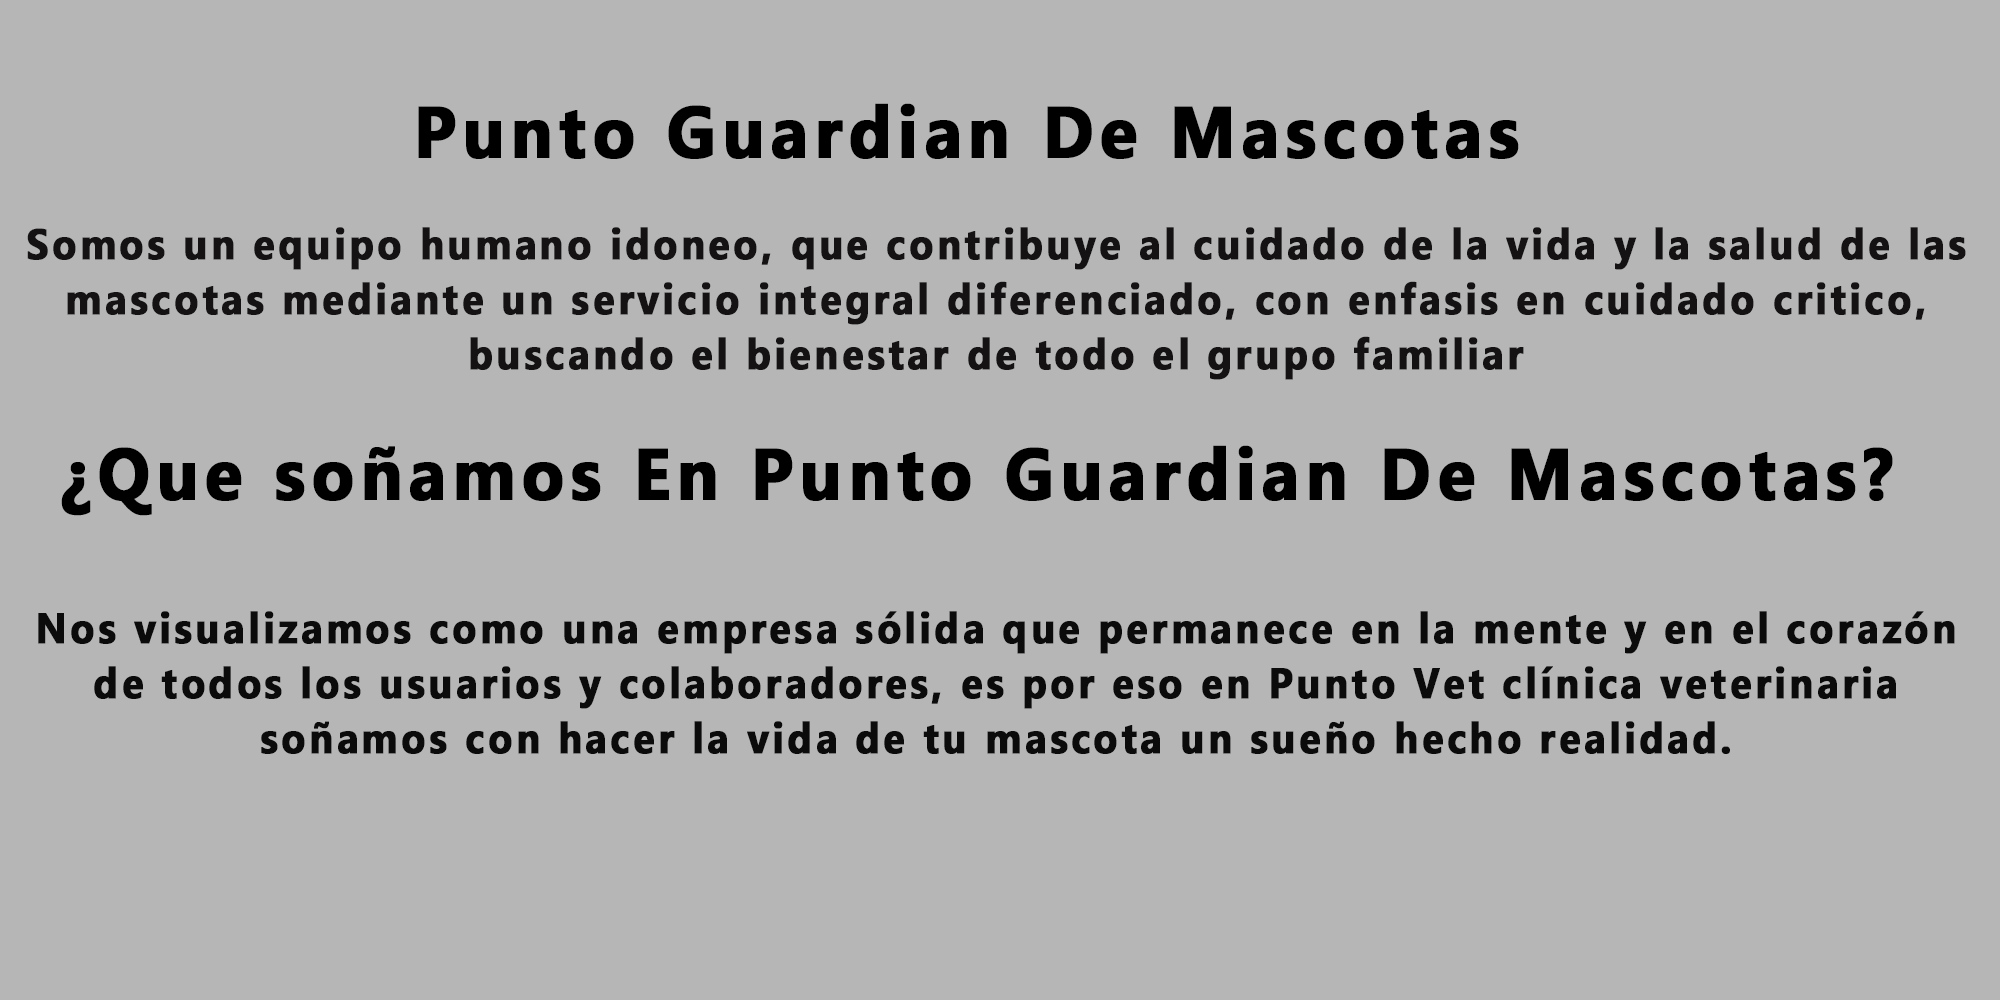 Punto Guardian De Mascotas
Somos un equipo humano idoneo, que contribuye al cuidado de la vida y la salud de las
mascotas mediante un servicio integral diferenciado, con enfasis en cuidado critico,
buscando el bienestar de todo el grupo familiar
¿Que soñamos En Punto Guardian De Mascotas?
Nos visualizamos como una empresa sólida que permanece en la mente y en el corazón
de todos los usuarios y colaboradores, es por eso en Punto Vet clínica veterinaria
soñamos con hacer la vida de tu mascota un sueño hecho realidad.